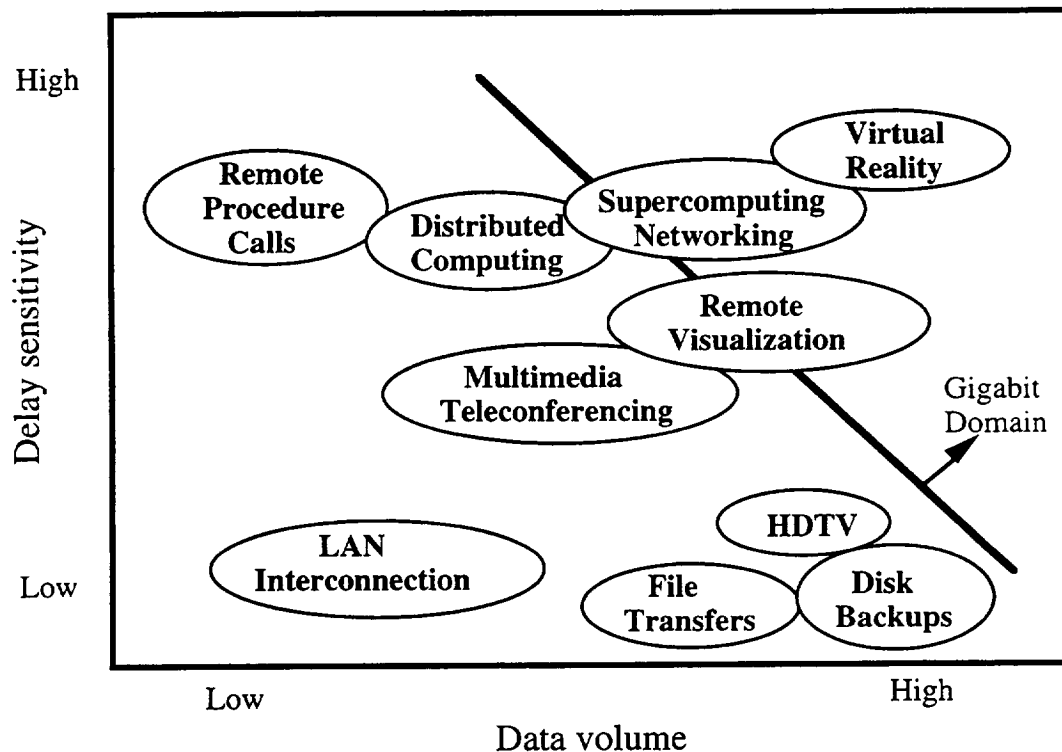 High
Delay sensitivity
Low
Remote
Procedure
Calls
Distributed
Computing
Supercomputing
Networking
Virtual
Reality
Remote
Visualization
Multimedia
Teleconferencing
Gigabit
Domain
HDTV
LAN
Interconnection
File
Transfers
Disk
Backups
Low
High
Data volume